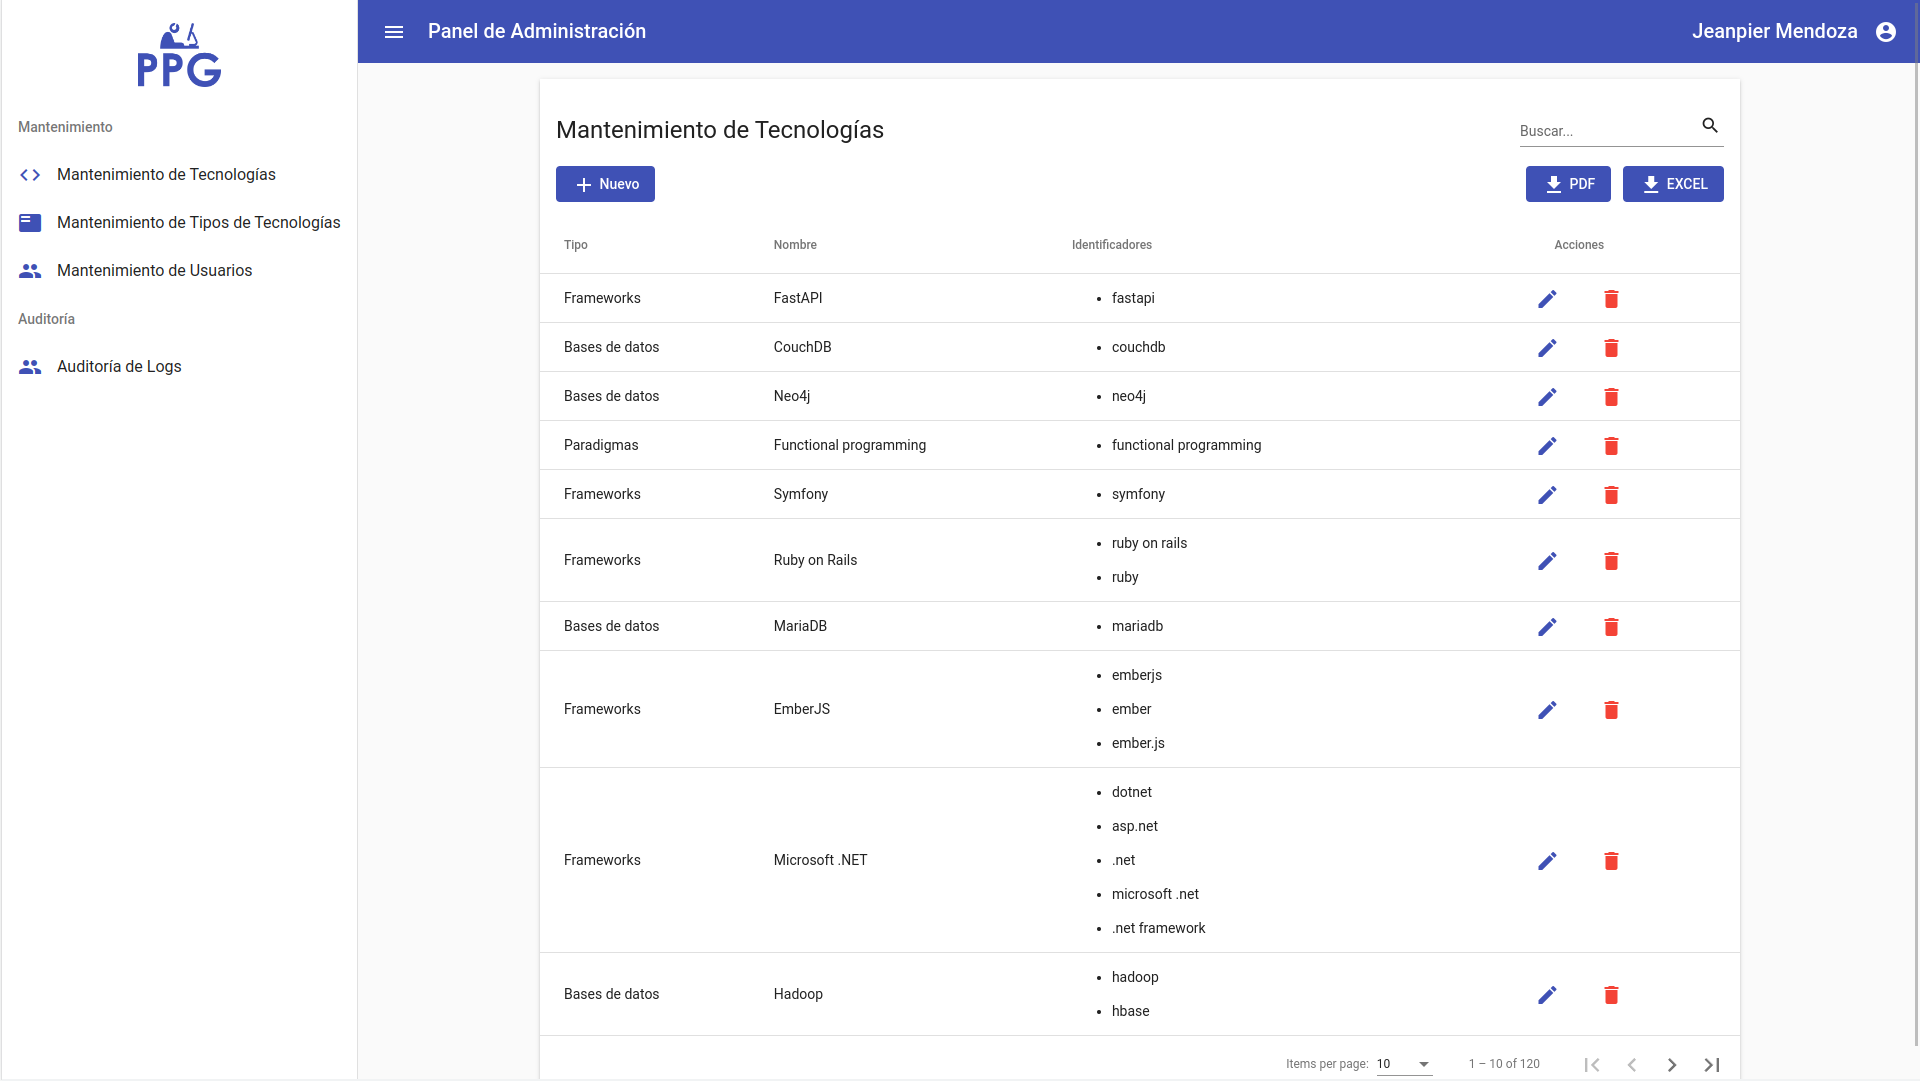 PPG
Mantenimiento
Mantenimiento de Tecnologías
Mantenimiento de Tipos de Tecnologías
Mantenimiento de Usuarios
Auditoría
Auditoría de Logs
Panel de Administración
Jeanpier Mendoza
Mantenimiento de Tecnologías
Buscar...
Nuevo
PDF
EXCEL
Tipo Nombre Identificadores Acciones
Frameworks FastAPI • fastapi
Bases de datos CouchDB • couchdb
Bases de datos Neo4j • neo4j
Paradigmas Functional programming • functional programming
Frameworks Symfony • symfony
Frameworks Ruby on Rails • ruby on rails
• ruby
Bases de datos MariaDB • mariadb
Frameworks EmberJS • emberjs
• ember
• ember.js
Frameworks Microsoft .NET • dotnet
• asp.net
• .net
• microsoft .net
• .net framework
Bases de datos Hadoop • hadoop
• hbase
Items per page: 10 1 – 10 of 120